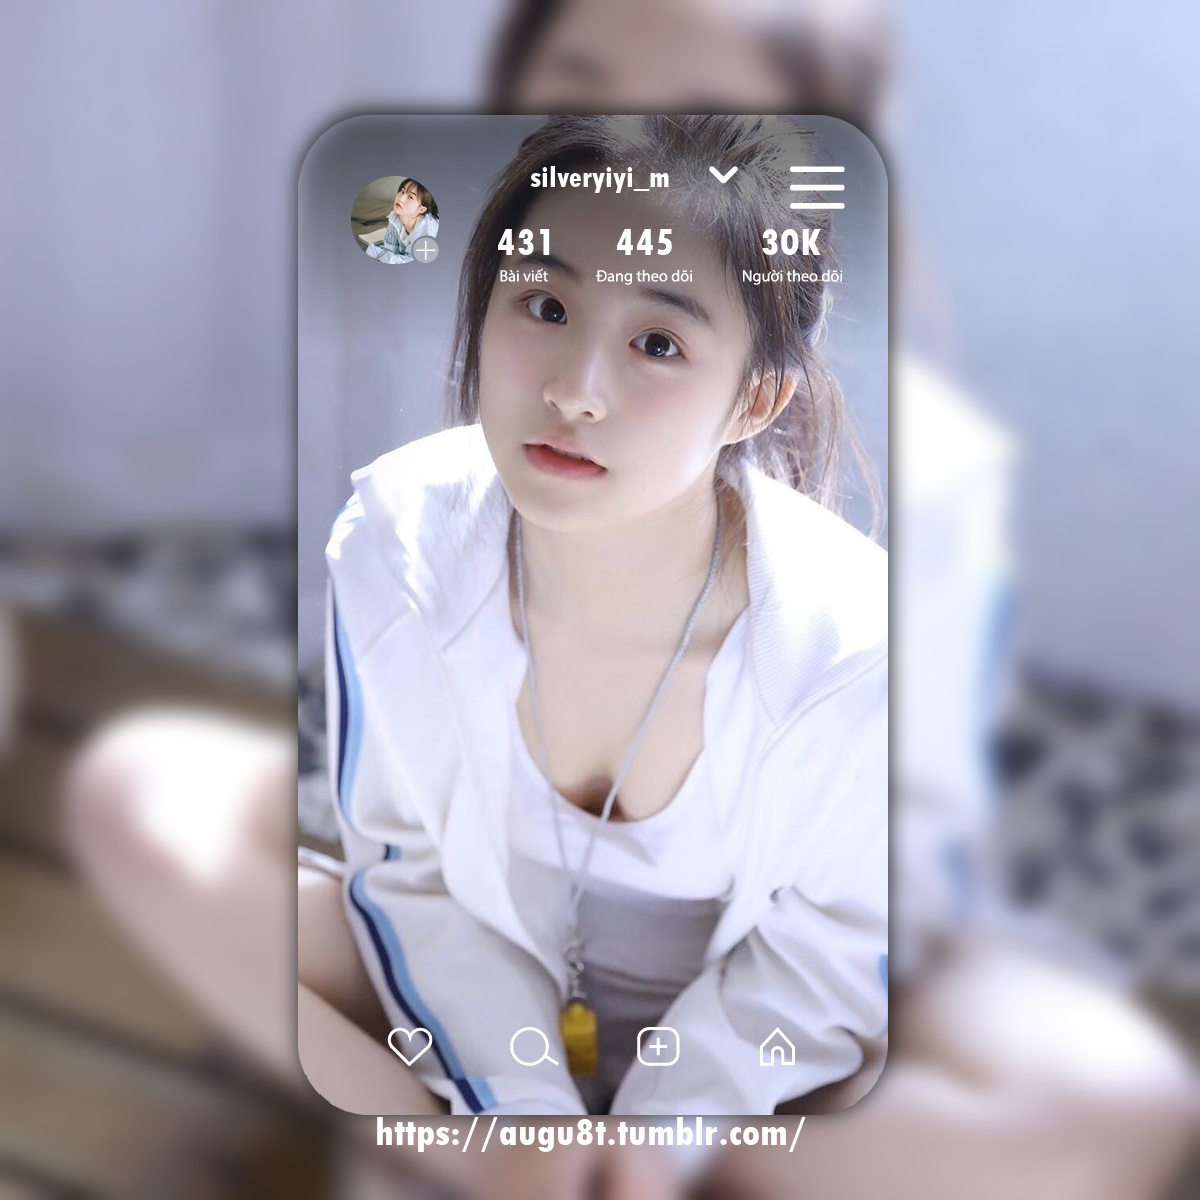 silveryiyi_m
431 445 30K
Bài viết Đang theo dõi Người theo dõi
https://augu8t.tumblr.com/